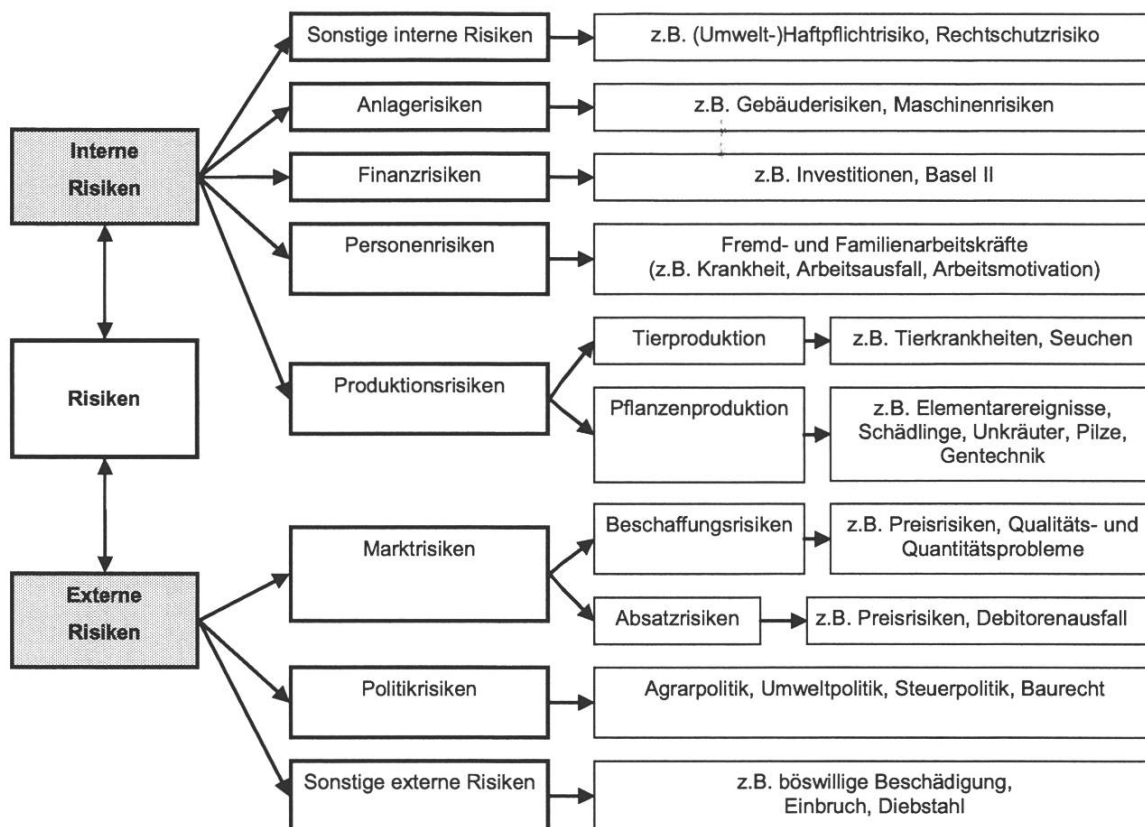 Interne
Risiken
Risiken
Externe
Risiken
Sonstige interne Risiken
z.B. (Umwelt-)Haftpflichtrisiko, Rechtschutzrisiko
Anlagerisiken
z.B. Gebäuderisiken, Maschinenrisiken
Finanzrisiken
z.B. Investitionen, Basel II
Personenrisiken
Fremd- und Familienarbeitskräfte
(z.B. Krankheit, Arbeitsausfall, Arbeitsmotivation)
Produktionsrisiken
Tierproduktion
z.B. Tierkrankheiten, Seuchen
Pflanzenproduktion
z.B. Elementarereignisse,
Schädlinge, Unkräuter, Pilze,
Gentechnik
Marktrisiken
Beschaffungsrisiken
z.B. Preisrisiken, Qualitäts- und
Quantitätsprobleme
Absatzrisiken
z.B. Preisrisiken, Debitorenausfall
Politikrisiken
Agrarpolitik, Umweltpolitik, Steuerpolitik, Baurecht
Sonstige externe Risiken
z.B. böswillige Beschädigung,
Einbruch, Diebstahl